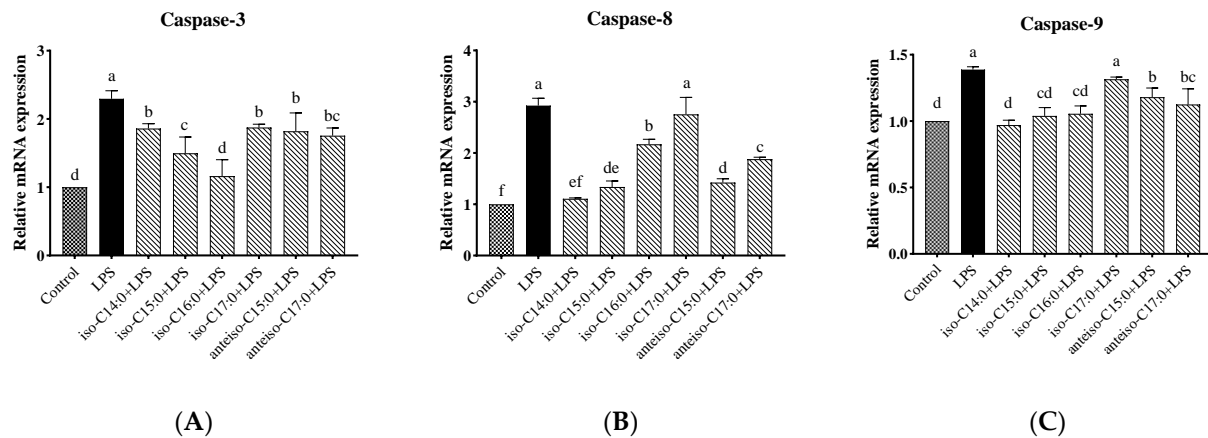 Caspase-3
Relative mRNA expression
3
2
1
0
d
a
b
c
d
b
b
bc
Control
LPS
iso-C14:0+LPS
iso-C15:0+LPS
iso-C16:0+LPS
iso-C17:0+LPS
anteiso-C15:0+LPS
anteiso-C17:0+LPS
(A)
Caspase-8
Relative mRNA expression
4
3
2
1
0
f
a
ef
de
b
a
d
c
Control
LPS
iso-C14:0+LPS
iso-C15:0+LPS
iso-C16:0+LPS
iso-C17:0+LPS
anteiso-C15:0+LPS
anteiso-C17:0+LPS
(B)
Caspase-9
Relative mRNA expression
1.5
1.0
0.5
0.0
d
a
d
cd
cd
a
b
bc
Control
LPS
iso-C14:0+LPS
iso-C15:0+LPS
iso-C16:0+LPS
iso-C17:0+LPS
anteiso-C15:0+LPS
anteiso-C17:0+LPS
(C)